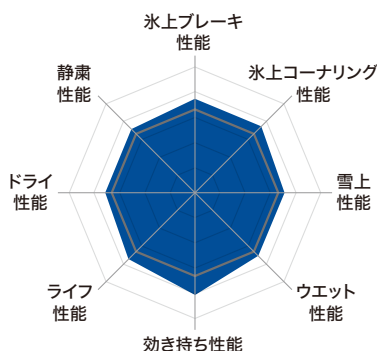 氷上ブレーキ
性能
氷上コーナリング
性能
雪上
性能
ウエット
性能
効き持ち性能
ライフ
性能
ドライ
性能
静粛
性能